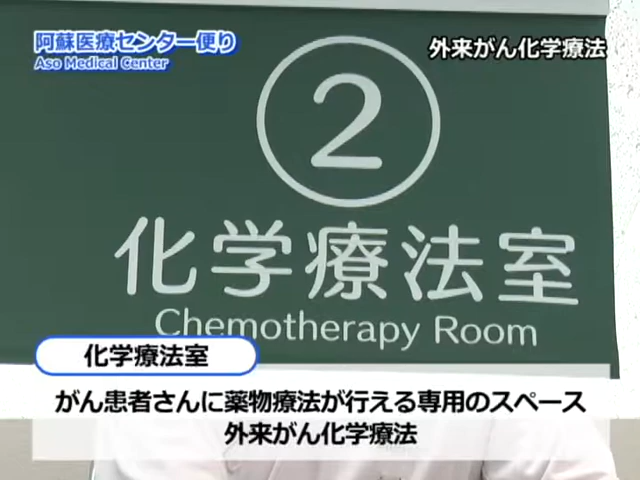 阿蘇医療センター便り
Aso Medical Center
外来がん化学療法
②
化学療法室
Chemotherapy Room
化学療法室
がん患者さんに薬物療法が行える専用のスペース
外来がん化学療法